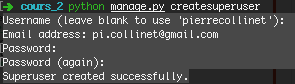 → cours_2 python manage.py createsuperuser
Username (leave blank to use 'pierrecollinet'):
Email address: pi.collinet@gmail.com
Password:
Password (again):
Superuser created successfully.